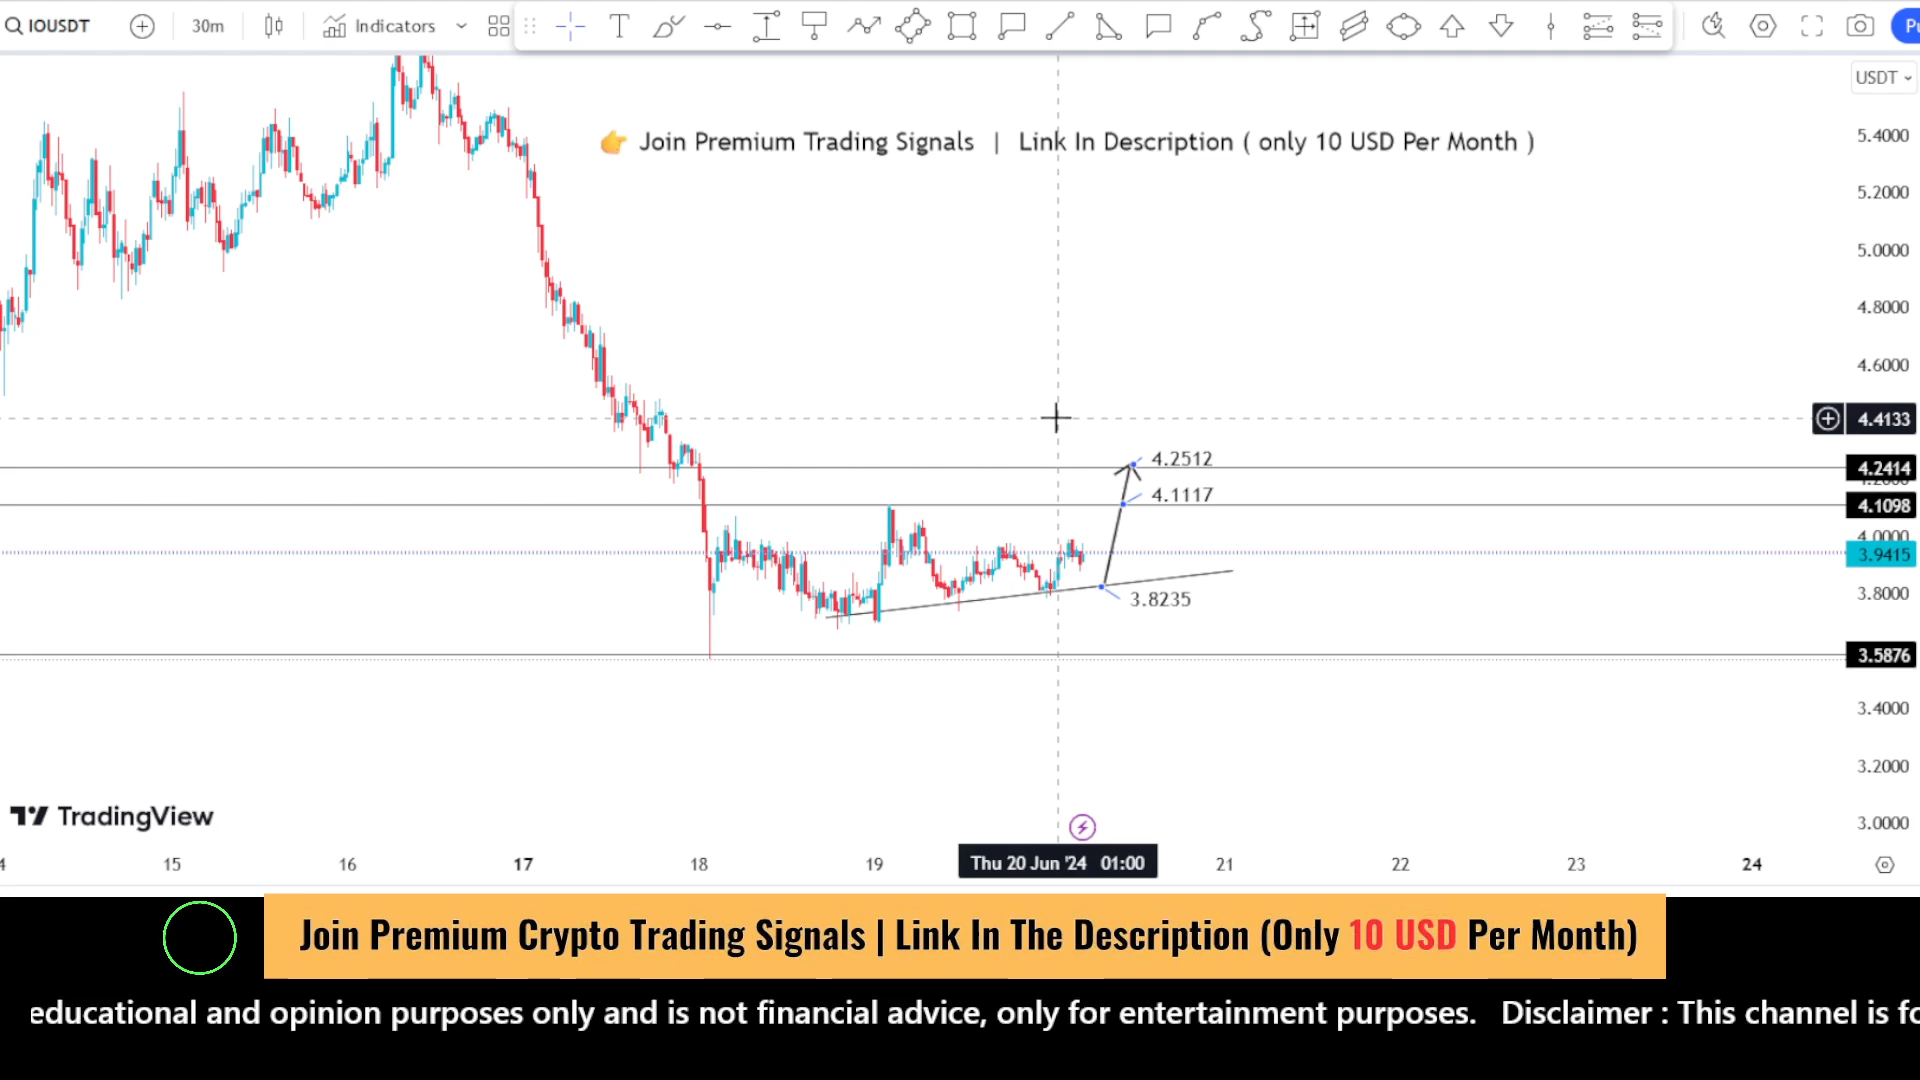 IOUSDT 30m Indicators Pu
USDT
👉 Join Premium Trading Signals | Link In Description ( only 10 USD Per Month )
5.4000
5.2000
5.0000
4.8000
4.6000
4.4133
4.2512
4.2414
4.1117
4.1098
4.0000
3.9415
3.8000
3.8235
3.5876
3.4000
3.2000
3.0000
TradingView
4 15 16 17 18 19 Thu 20 Jun '24 01:00 21 22 23 24
Join Premium Crypto Trading Signals | Link In The Description (Only 10 USD Per Month)
educational and opinion purposes only and is not financial advice, only for entertainment purposes. Disclaimer : This channel is fo